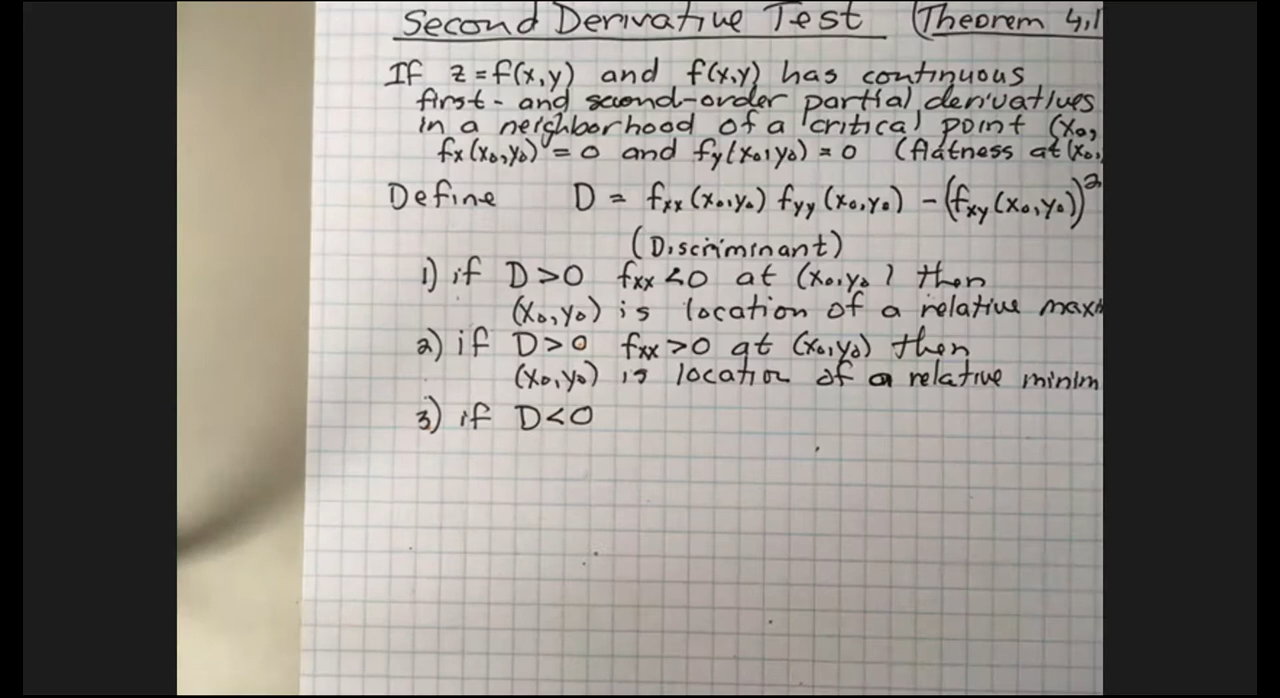 Second Derivative Test (Theorem 4,1
If z = f(x,y) and f(x,y) has continuous
first- and second-order partial derivatives
in a neighborhood of a critical point (x₀,
fx(x₀,y₀) = 0 and fy(x₀,y₀) = 0 (flatness at (x₀,
Define D = fxx(x₀,y₀) fyy(x₀,y₀) - (fxy(x₀,y₀))²
(Discriminant)
1) if D>0 fxx<0 at (x₀,y₀) then
(x₀,y₀) is location of a relative maxim
2) if D>0 fxx>0 at (x₀,y₀) then
(x₀,y₀) is location of a relative minim
3) if D<0